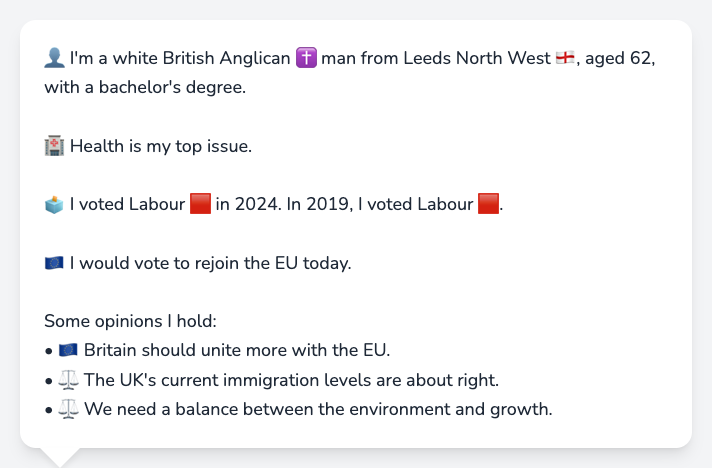 👤 I'm a white British Anglican ✝️ man from Leeds North West 🏴󠁧󠁢󠁥󠁮󠁧󠁿, aged 62,
with a bachelor's degree.
🏥 Health is my top issue.
🗳️ I voted Labour 🟥 in 2024. In 2019, I voted Labour 🟥.
🇪🇺 I would vote to rejoin the EU today.
Some opinions I hold:
• 🇪🇺 Britain should unite more with the EU.
• ⚖️ The UK's current immigration levels are about right.
• ⚖️ We need a balance between the environment and growth.